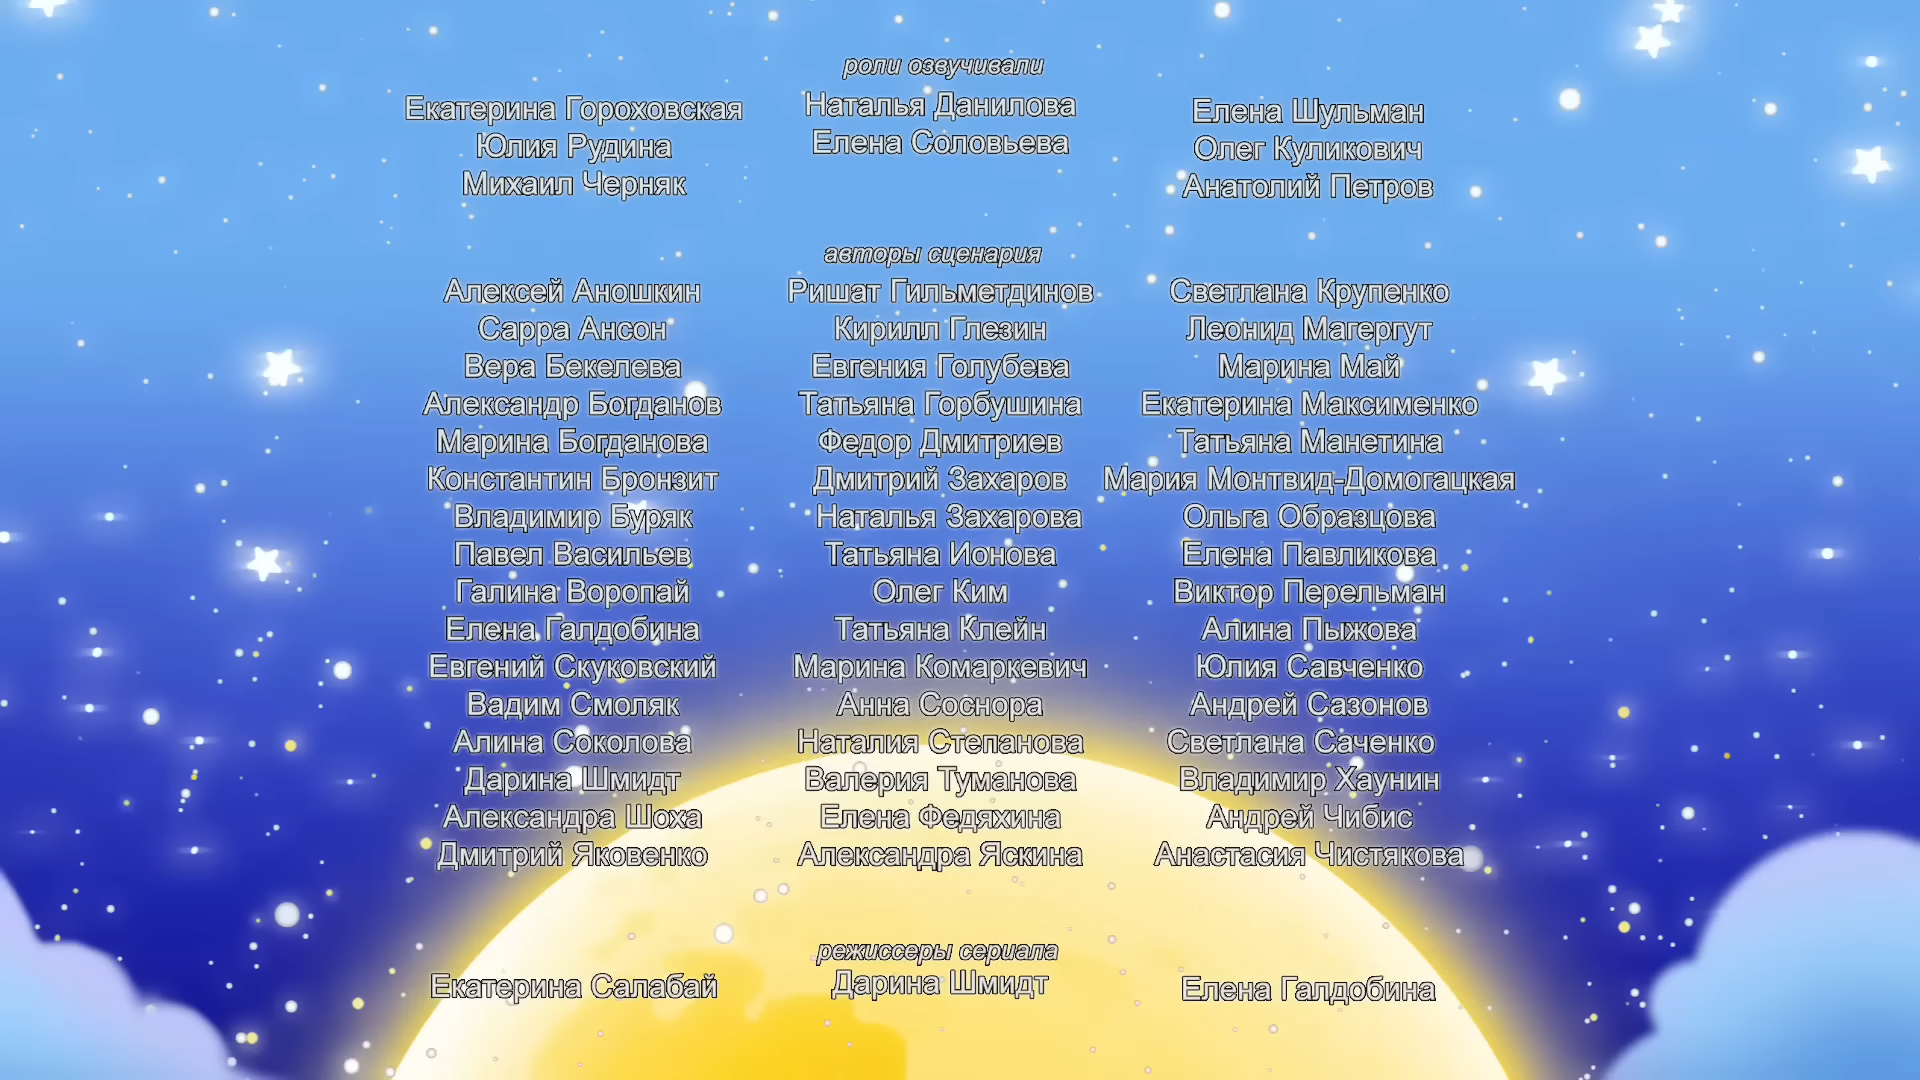 роли озвучивали
Екатерина Гороховская
Юлия Рудина
Михаил Черняк
Наталья Данилова
Елена Соловьева
Елена Шульман
Олег Куликович
Анатолий Петров
авторы сценария
Алексей Аношкин
Сарра Ансон
Вера Бекелева
Александр Богданов
Марина Богданова
Константин Бронзит
Владимир Буряк
Павел Васильев
Галина Воропай
Елена Галдобина
Евгений Скуковский
Вадим Смоляк
Алина Соколова
Дарина Шмидт
Александра Шоха
Дмитрий Яковенко
Ришат Гильметдинов
Кирилл Глезин
Евгения Голубева
Татьяна Горбушина
Федор Дмитриев
Дмитрий Захаров
Наталья Захарова
Татьяна Ионова
Олег Ким
Татьяна Клейн
Марина Комаркевич
Анна Соснора
Наталия Степанова
Валерия Туманова
Елена Федяхина
Александра Яскина
Светлана Крупенко
Леонид Магергут
Марина Май
Екатерина Максименко
Татьяна Манетина
Мария Монтвид-Домогацкая
Ольга Образцова
Елена Павликова
Виктор Перельман
Алина Пыжова
Юлия Савченко
Андрей Сазонов
Светлана Саченко
Владимир Хаунин
Андрей Чибис
Анастасия Чистякова
режиссеры сериала
Екатерина Салабай
Дарина Шмидт
Елена Галдобина